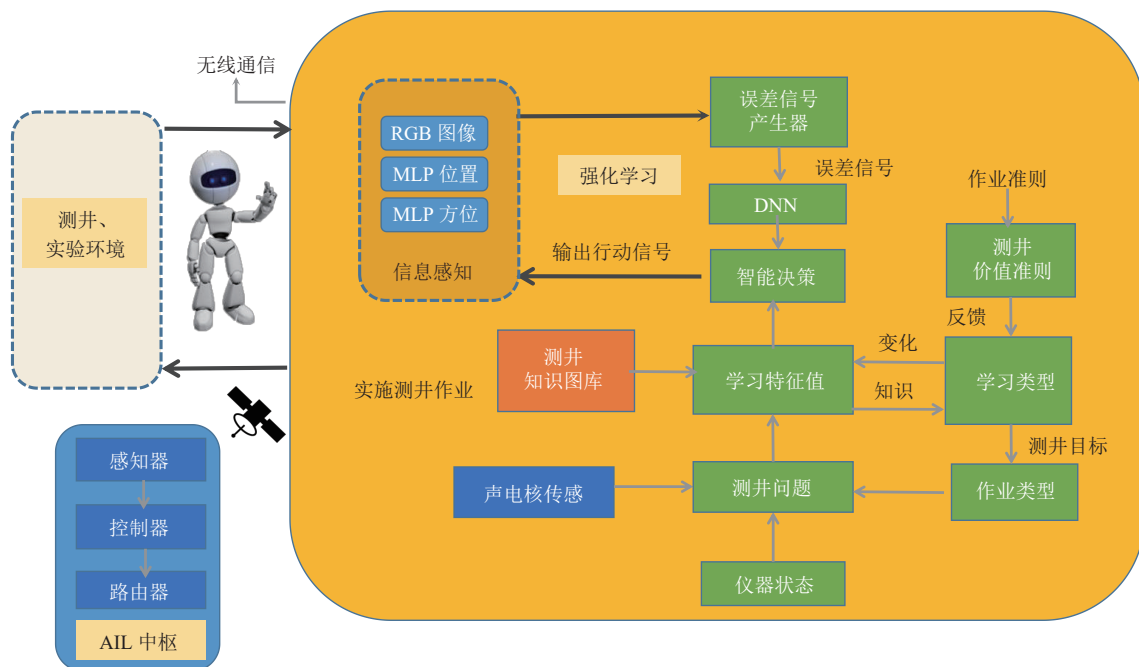 无线通信
测井、
实验环境
感知器
控制器
路由器
AIL 中枢
RGB 图像
MLP 位置
MLP 方位
信息感知
误差信号
产生器
误差信号
强化学习
DNN
输出行动信号
智能决策
作业准则
测井
价值准则
反馈
测井
知识图库
实施测井作业
学习特征值
变化
知识
学习类型
测井目标
声电核传感
测井问题
作业类型
仪器状态